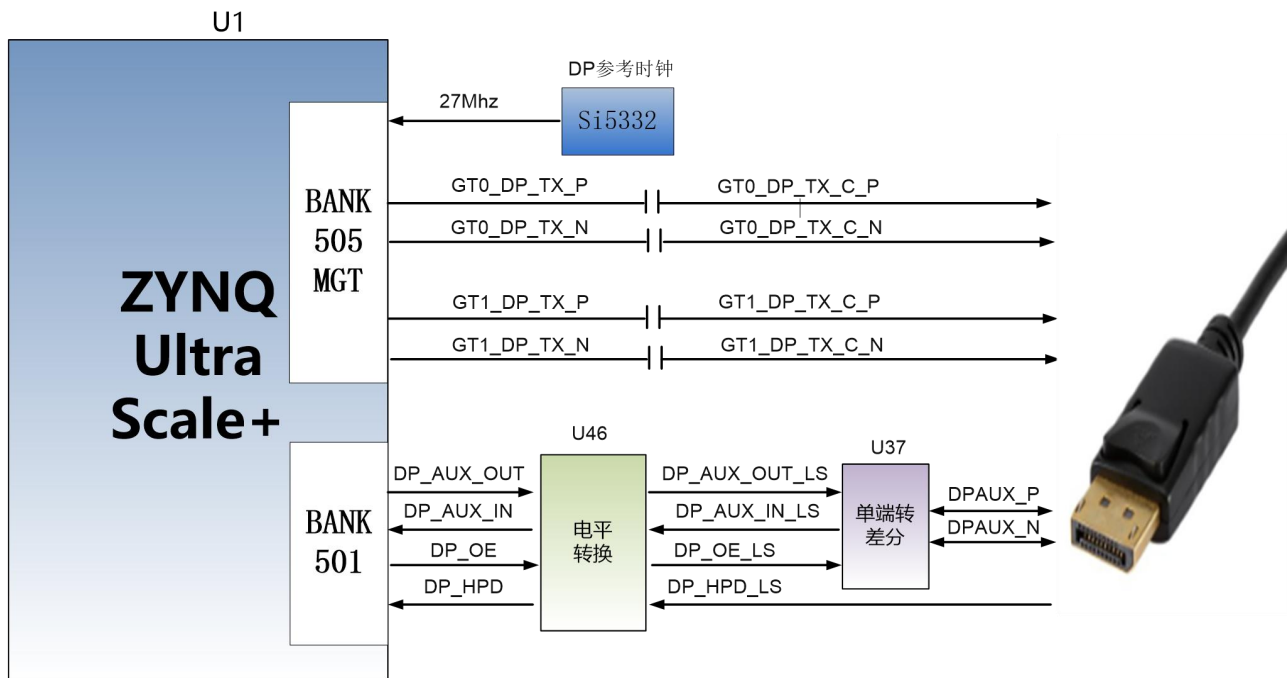 U1
DP参考时钟
27Mhz
Si5332
GT0_DP_TX_P
GT0_DP_TX_C_P
GT0_DP_TX_N
GT0_DP_TX_C_N
BANK
505
MGT
GT1_DP_TX_P
GT1_DP_TX_C_P
GT1_DP_TX_N
GT1_DP_TX_C_N
ZYNQ
Ultra
Scale+
U46
U37
DP_AUX_OUT
DP_AUX_OUT_LS
DPAUX_P
DP_AUX_IN
DP_AUX_IN_LS
DPAUX_N
BANK
501
电平
转换
单端转
差分
DP_OE
DP_OE_LS
DP_HPD
DP_HPD_LS